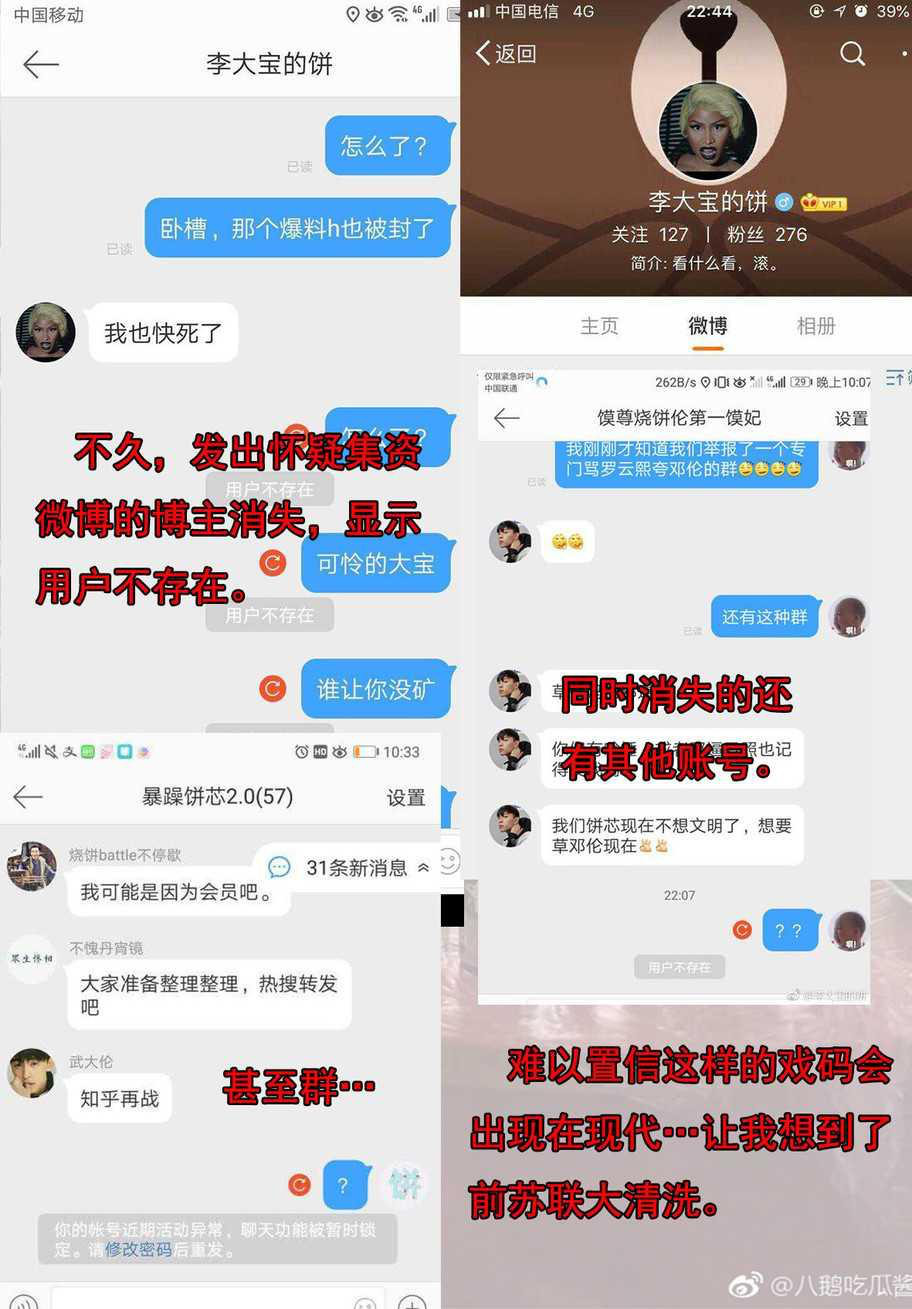 中国移动
4G
李大宝的饼
怎么了？
已读
卧槽，那个爆料h也被封了
已读
我也快死了
不久，发出怀疑集资
用户不存在
微博的博主消失，显示
可怜的大宝
用户不存在。
用户不存在
谁让你没矿
4G
HD
10:33
暴躁饼芯2.0(57)
设置
烧饼battle不停歇
31条新消息
我可能是因为会员吧。
不愧丹宵镜
大家准备整理整理，热搜转发
吧
武大伦
知乎再战
甚至群…
？
饼
你的帐号近期活动异常，聊天功能被暂时锁
定。请修改密码后重发。
中国电信 4G
22:44
39%
返回
李大宝的饼
VIP 1
关注 127 | 粉丝 276
简介: 看什么看，滚。
主页
微博
相册
仅限紧急呼叫
中国联通
262B/s
4G
29
晚上10:07
馍尊烧饼伦第一馍妃
设置
我刚刚才知道我们举报了一个专
门骂罗云熙夸邓伦的群
已读
啊!
还有这种群
已读
啊!
同时消失的还
有其他账号。
我们饼芯现在不想文明了，想要
草邓伦现在
22:07
？？
啊!
用户不存在
难以置信这样的戏码会
出现在现代…让我想到了
前苏联大清洗。
@八鹅吃瓜酱